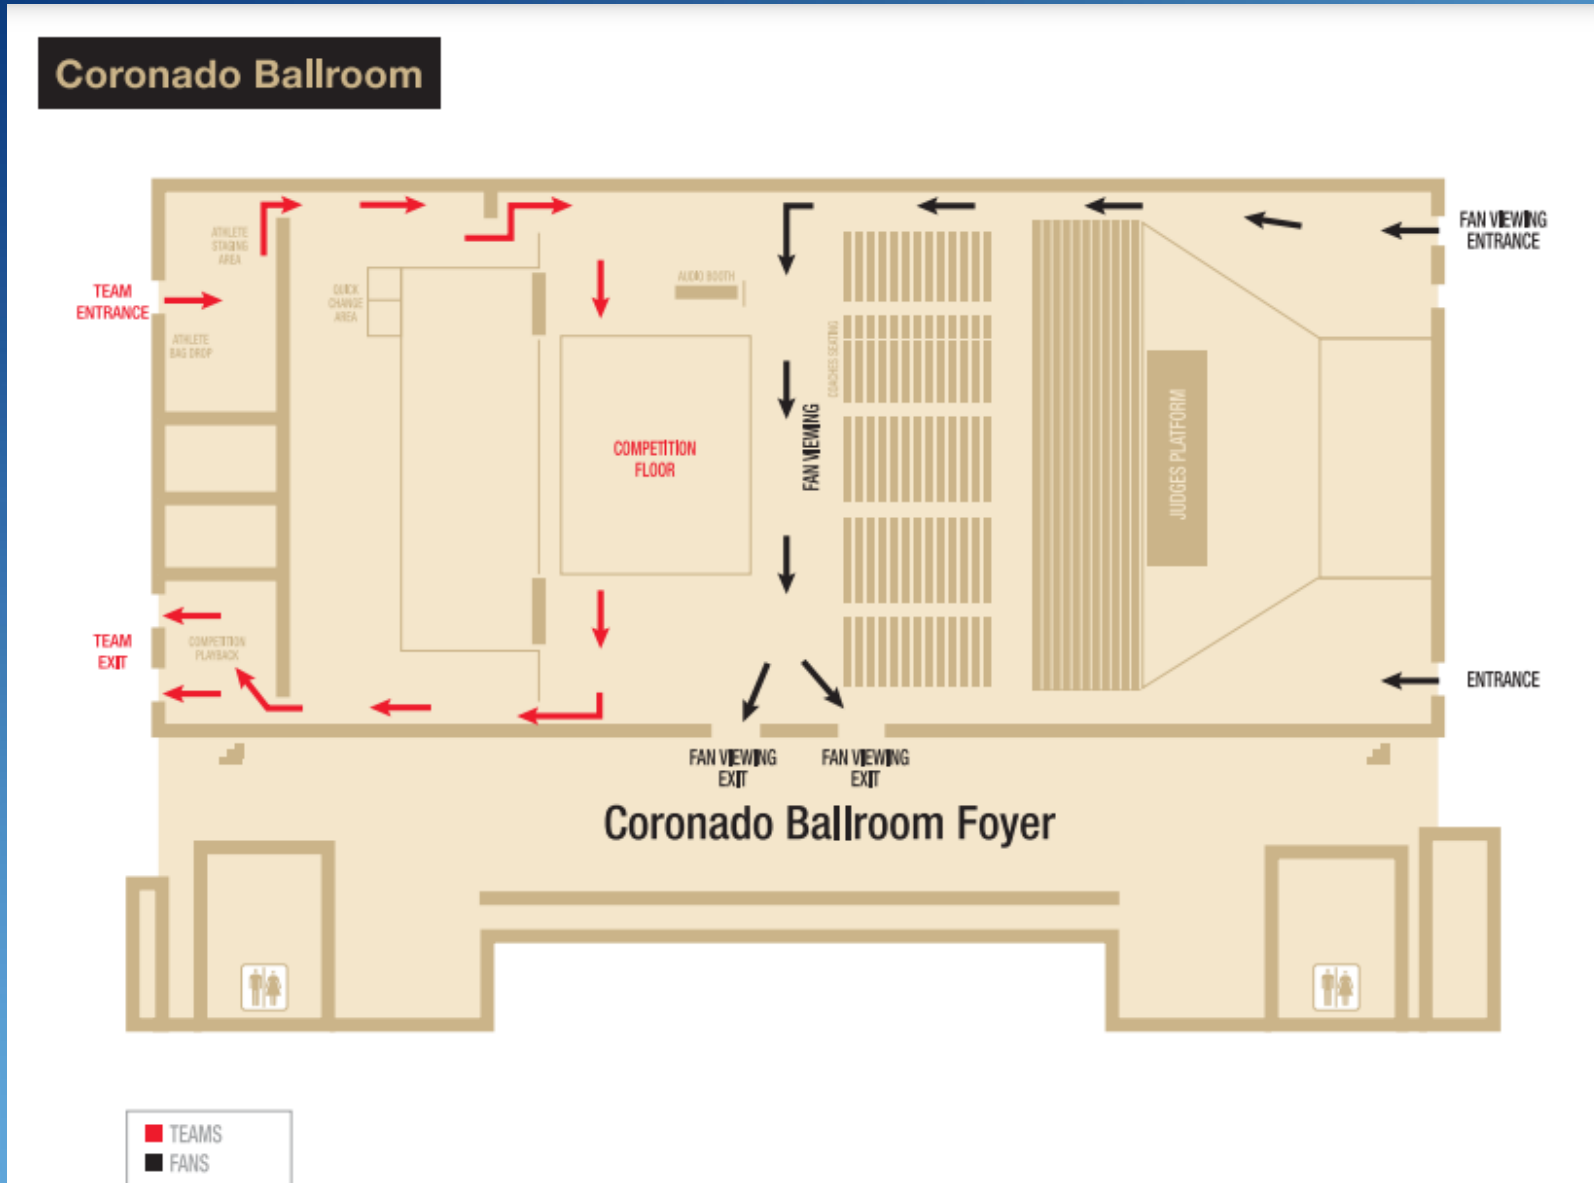 Coronado Ballroom
FAN VIEWING
ENTRANCE
ATHLETE
STAGING
AREA
TEAM
ENTRANCE
QUICK
CHANGE
AREA
AUDIO BOOTH
ATHLETE
BAG DROP
COACHES SEATING
FAN VIEWING
JUDGES PLATFORM
COMPETITION
FLOOR
TEAM
EXIT
COMPETITION
PLAYBACK
ENTRANCE
FAN VIEWING
EXIT
FAN VIEWING
EXIT
Coronado Ballroom Foyer
TEAMS
FANS